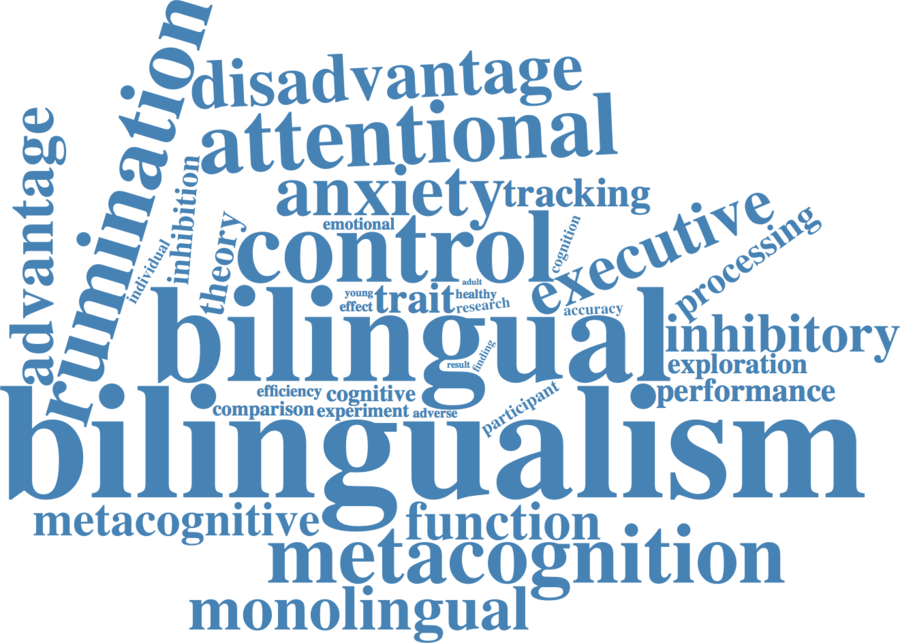 rumination
disadvantage
advantage
attentional
inhibition
anxiety
tracking
individual
theory
emotional
control
cognition
executive
processing
adult
young
trait
healthy
effect
research
accuracy
bilingual
inhibitory
finding
result
exploration
efficiency
cognitive
performance
comparison
experiment
adverse
participant
bilingualism
metacognitive
function
metacognition
monolingual